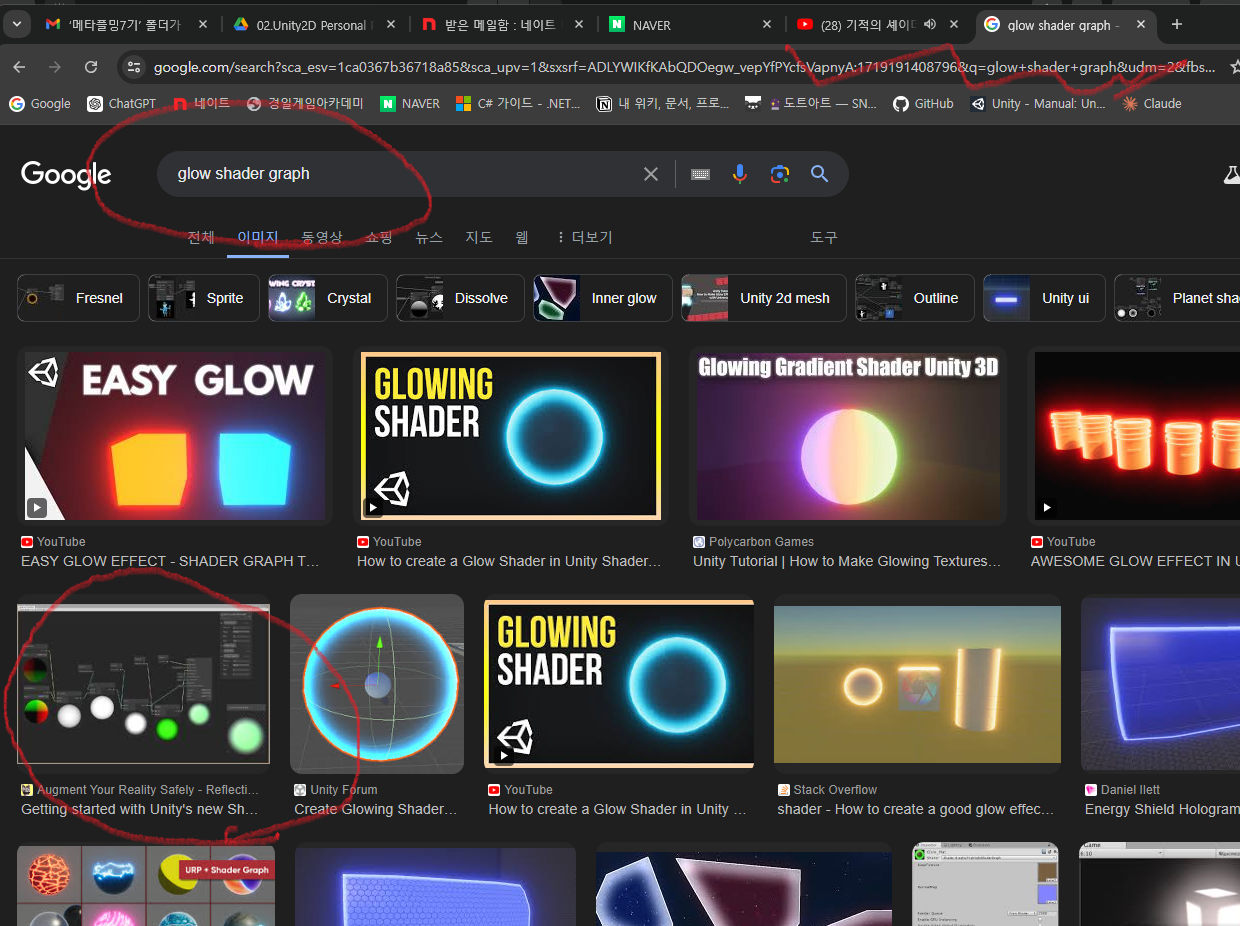 '메타플밍7기' 폴더가
02.Unity2D Personal
받은 메일함 : 네이트
NAVER
(28) 기적의 셰이더
glow shader graph -
google.com/search?sca_esv=1ca0367b36718a85&sca_upv=1&sxsrf=ADLYWIKfKAbQDOegw_vepYfPYcfsVapnyA:1719191408796&q=glow+shader+graph&udm=2&fbs...
Google
ChatGPT
네이트
경일게임아카데미
NAVER
C# 가이드 - .NET...
내 위키, 문서, 프로...
도트아트 — SN...
GitHub
Unity - Manual: Un...
Claude
Google
glow shader graph
전체
이미지
동영상
쇼핑
뉴스
지도
웹
더보기
도구
Fresnel
Sprite
WING CRYST
Crystal
Dissolve
Inner glow
Unity 2d mesh
Outline
Unity ui
Planet sha
EASY GLOW
GLOWING
SHADER
Glowing Gradient Shader Unity 3D
YouTube
EASY GLOW EFFECT - SHADER GRAPH T...
YouTube
How to create a Glow Shader in Unity Shader...
Polycarbon Games
Unity Tutorial | How to Make Glowing Textures...
YouTube
AWESOME GLOW EFFECT IN U
GLOWING
SHADER
Augment Your Reality Safely - Reflecti...
Getting started with Unity's new Sh...
Unity Forum
Create Glowing Shader...
YouTube
How to create a Glow Shader in Unity ...
Stack Overflow
shader - How to create a good glow effec...
Daniel Ilett
Energy Shield Hologram
URP + Shader Graph
Game